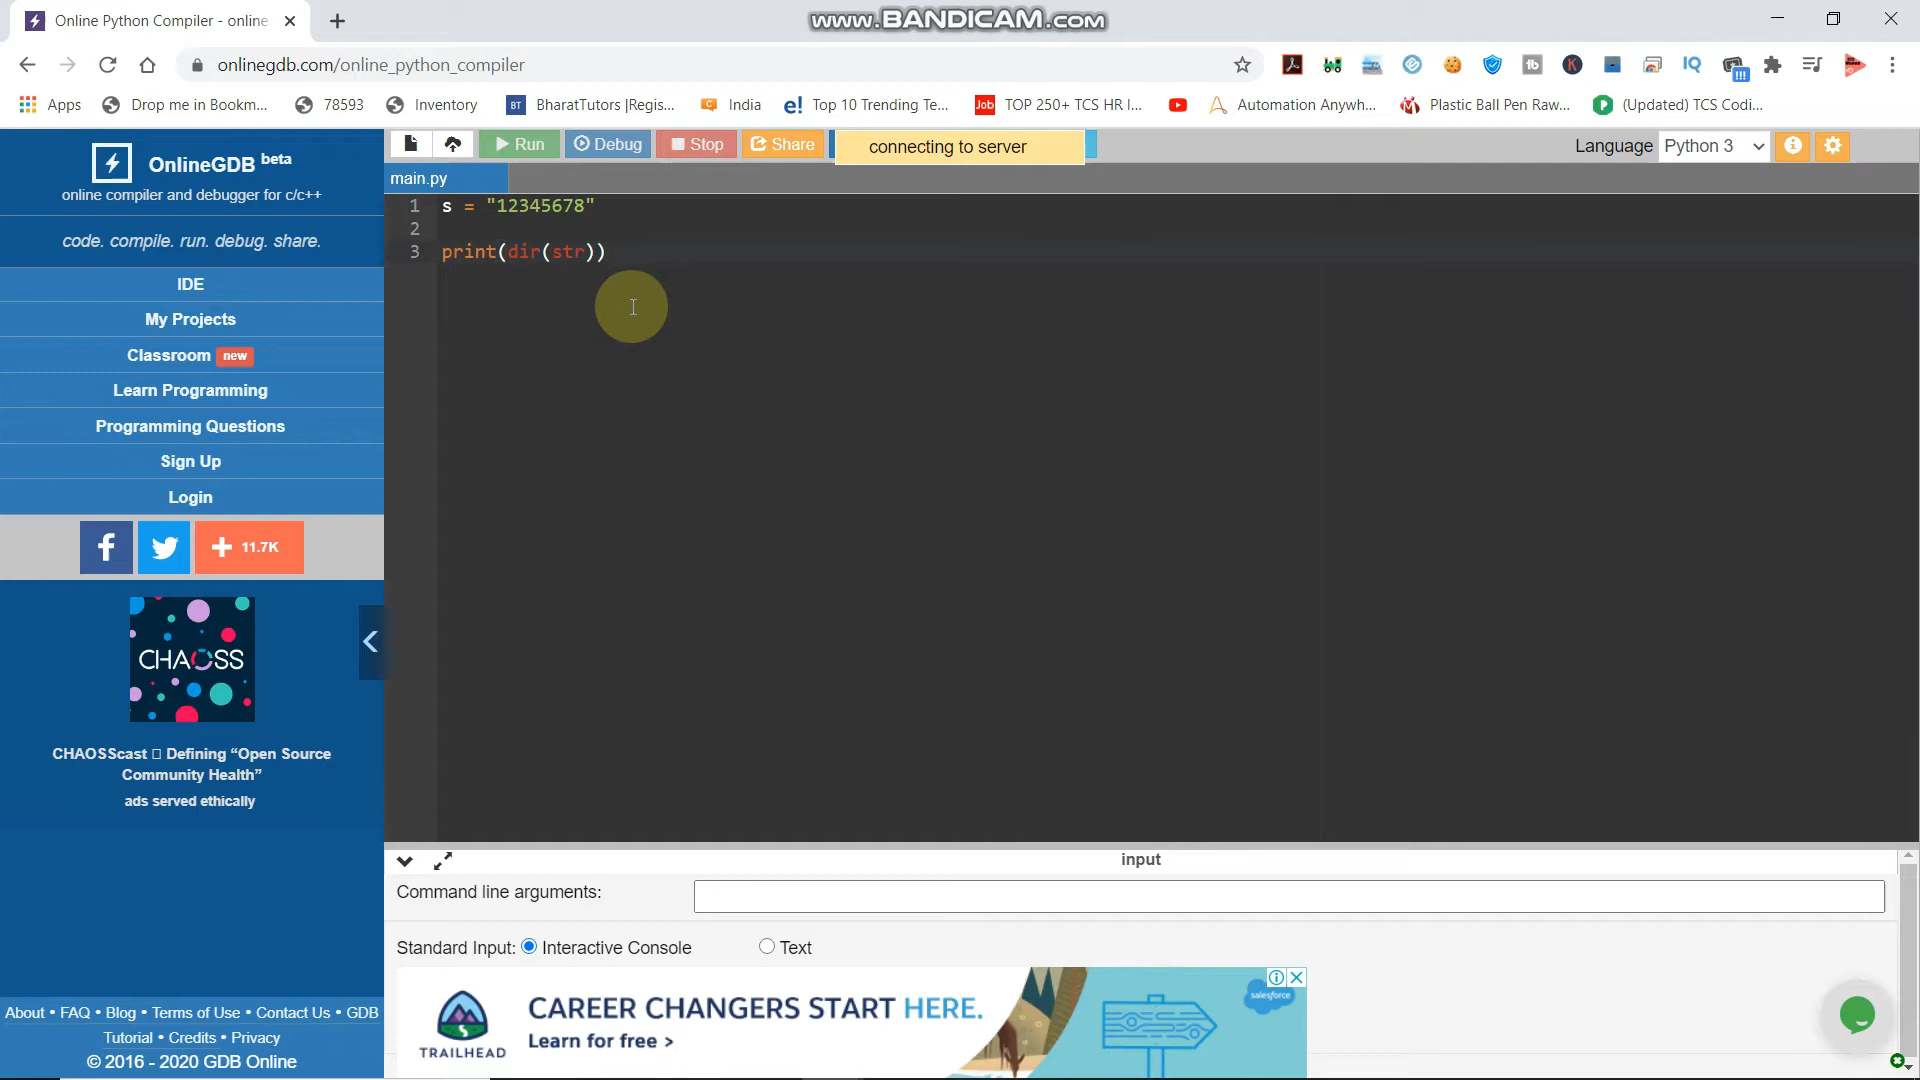 Online Python Compiler - online
www.BANDICAM.com
onlinegdb.com/online_python_compiler
Apps
Drop me in Bookm...
78593
Inventory
BT
BharatTutors |Regis...
India
e!
Top 10 Trending Te...
Job
TOP 250+ TCS HR I...
Automation Anywh...
Plastic Ball Pen Raw...
(Updated) TCS Codi...
OnlineGDB beta
online compiler and debugger for c/c++
code. compile. run. debug. share.
IDE
My Projects
Classroom new
Learn Programming
Programming Questions
Sign Up
Login
11.7K
CHAOSS
CHAOSScast Defining “Open Source
Community Health”
ads served ethically
About • FAQ • Blog • Terms of Use • Contact Us • GDB
Tutorial • Credits • Privacy
© 2016 - 2020 GDB Online
Run
Debug
Stop
Share
connecting to server
Language
Python 3
main.py
1 s = "12345678"
2
3 print(dir(str))
input
Command line arguments:
Standard Input: Interactive Console Text
TRAILHEAD
CAREER CHANGERS START HERE.
Learn for free >
salesforce